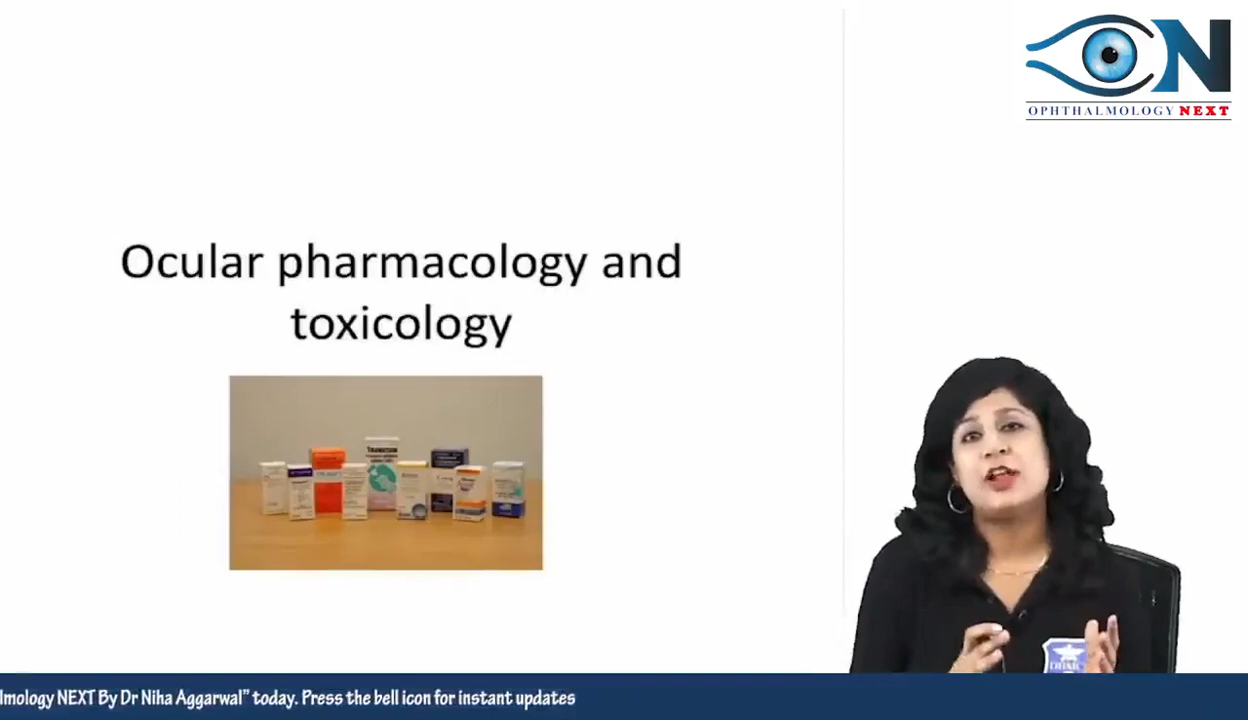 OPHTHALMOLOGY NEXT
Ocular pharmacology and
toxicology
lmology NEXT By Dr Niha Aggarwal” today. Press the bell icon for instant updates